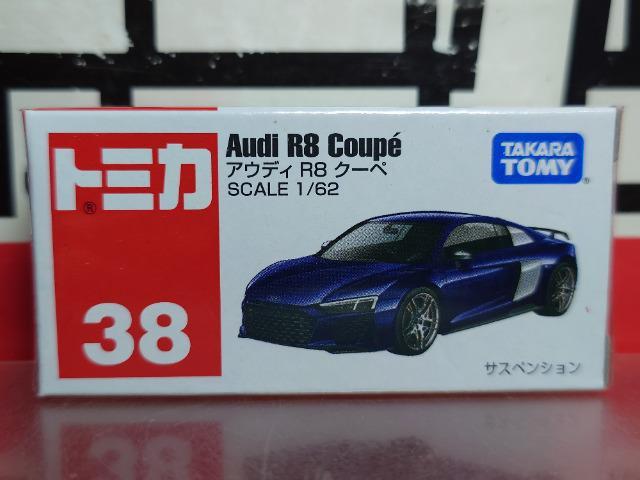 トミカ
®
38
Audi R8 Coupé
アウディ R8 クーペ
SCALE 1/62
TAKARA
TOMY
®
サスペンション